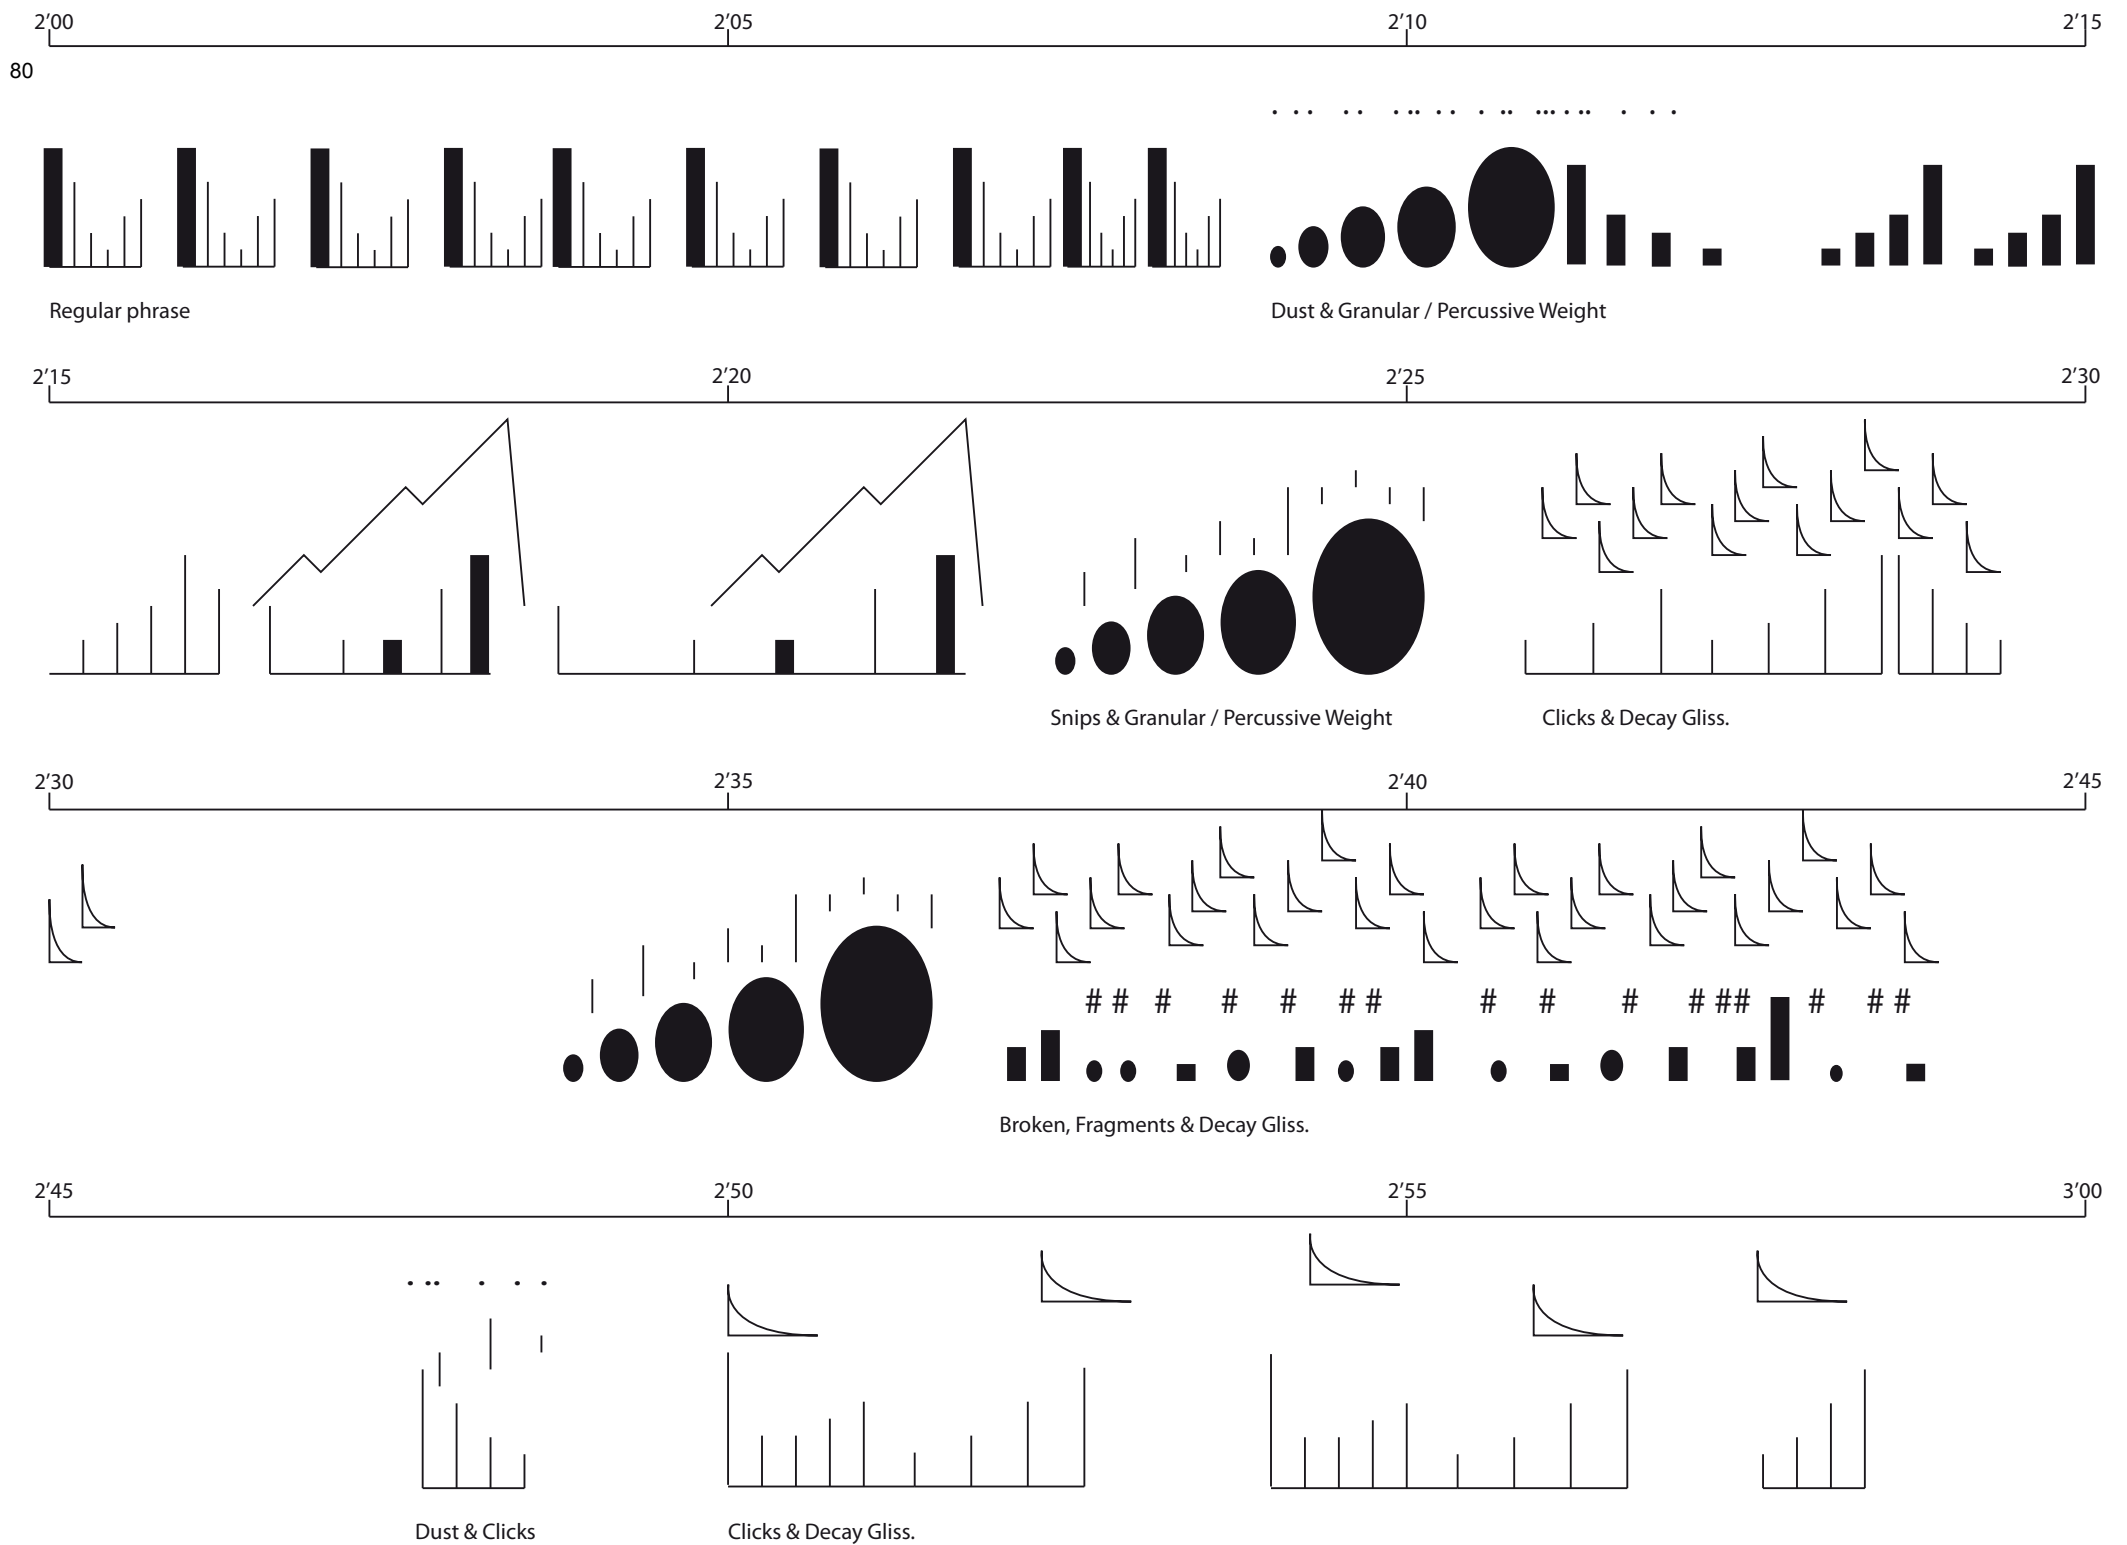 2’00 2’05 2’10 2’15
80
Regular phrase Dust & Granular / Percussive Weight
2’15 2’20 2’25 2’30
Snips & Granular / Percussive Weight Clicks & Decay Gliss.
2’30 2’35 2’40 2’45
# # # # # # # # # # # # # # # #
Broken, Fragments & Decay Gliss.
2’45 2’50 2’55 3’00
Dust & Clicks Clicks & Decay Gliss.